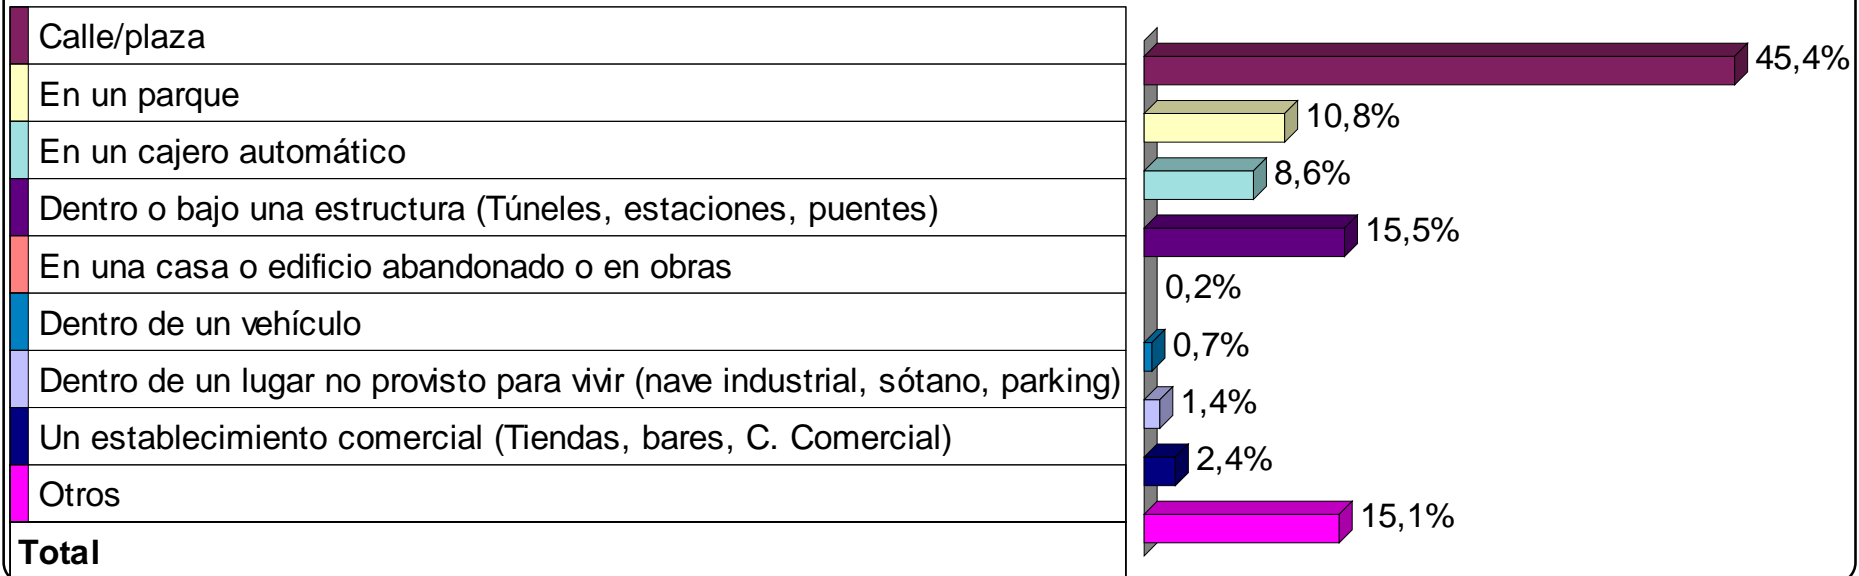 Calle/plaza 45,4%
En un parque 10,8%
En un cajero automático 8,6%
Dentro o bajo una estructura (Túneles, estaciones, puentes) 15,5%
En una casa o edificio abandonado o en obras 0,2%
Dentro de un vehículo 0,7%
Dentro de un lugar no provisto para vivir (nave industrial, sótano, parking) 1,4%
Un establecimiento comercial (Tiendas, bares, C. Comercial) 2,4%
Otros 15,1%
Total